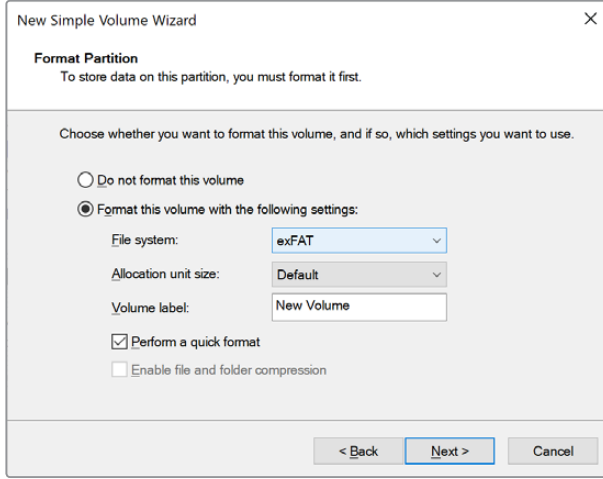 New Simple Volume Wizard
Format Partition
To store data on this partition, you must format it first.
Choose whether you want to format this volume, and if so, which settings you want to use.
Do not format this volume
Format this volume with the following settings:
File system: exFAT
Allocation unit size: Default
Volume label: New Volume
Perform a quick format
Enable file and folder compression
< Back Next > Cancel